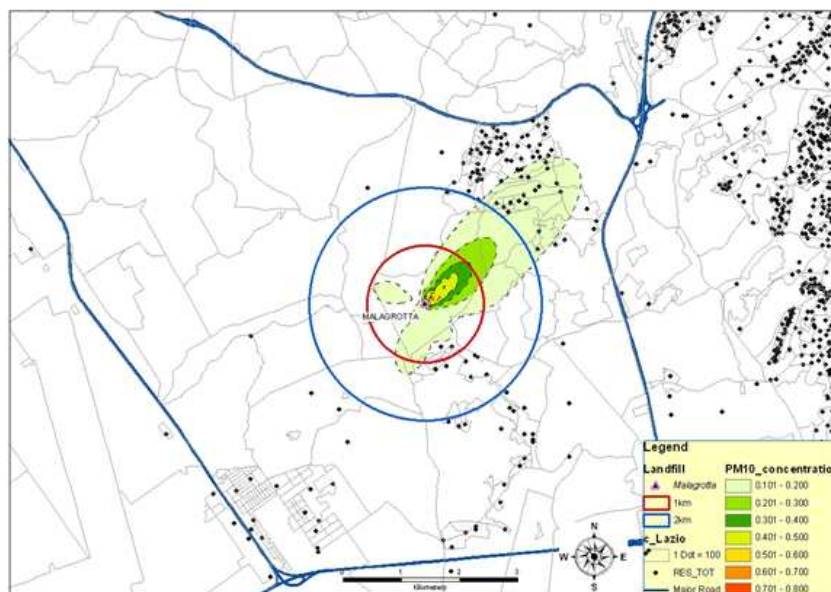 MALAGROTTA
Legend
Landfill
Malagrotta
1km
2km
c_Lazio
1 Dot = 100
RES_TOT
Major Road
PM10_concentratio
0.101 - 0.200
0.201 - 0.300
0.301 - 0.400
0.401 - 0.500
0.501 - 0.600
0.601 - 0.700
0.701 - 0.800
N
W
E
S
0
1
2
3
Kilometers